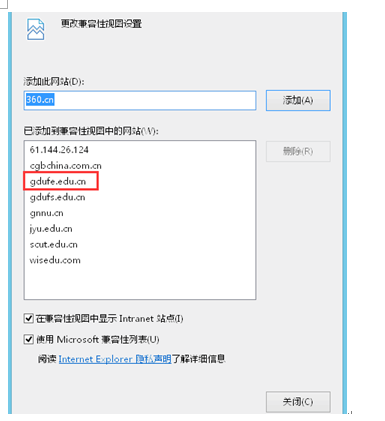 更改兼容性视图设置
添加此网站(D):
360.cn
添加(A)
已添加到兼容性视图中的网站(W):
61.144.26.124
删除(R)
cgbchina.com.cn
gdufe.edu.cn
gdufs.edu.cn
gnnu.cn
jyu.edu.cn
scut.edu.cn
wisedu.com
在兼容性视图中显示 Intranet 站点(I)
使用 Microsoft 兼容性列表(U)
阅读 Internet Explorer 隐私声明了解详细信息
关闭(C)